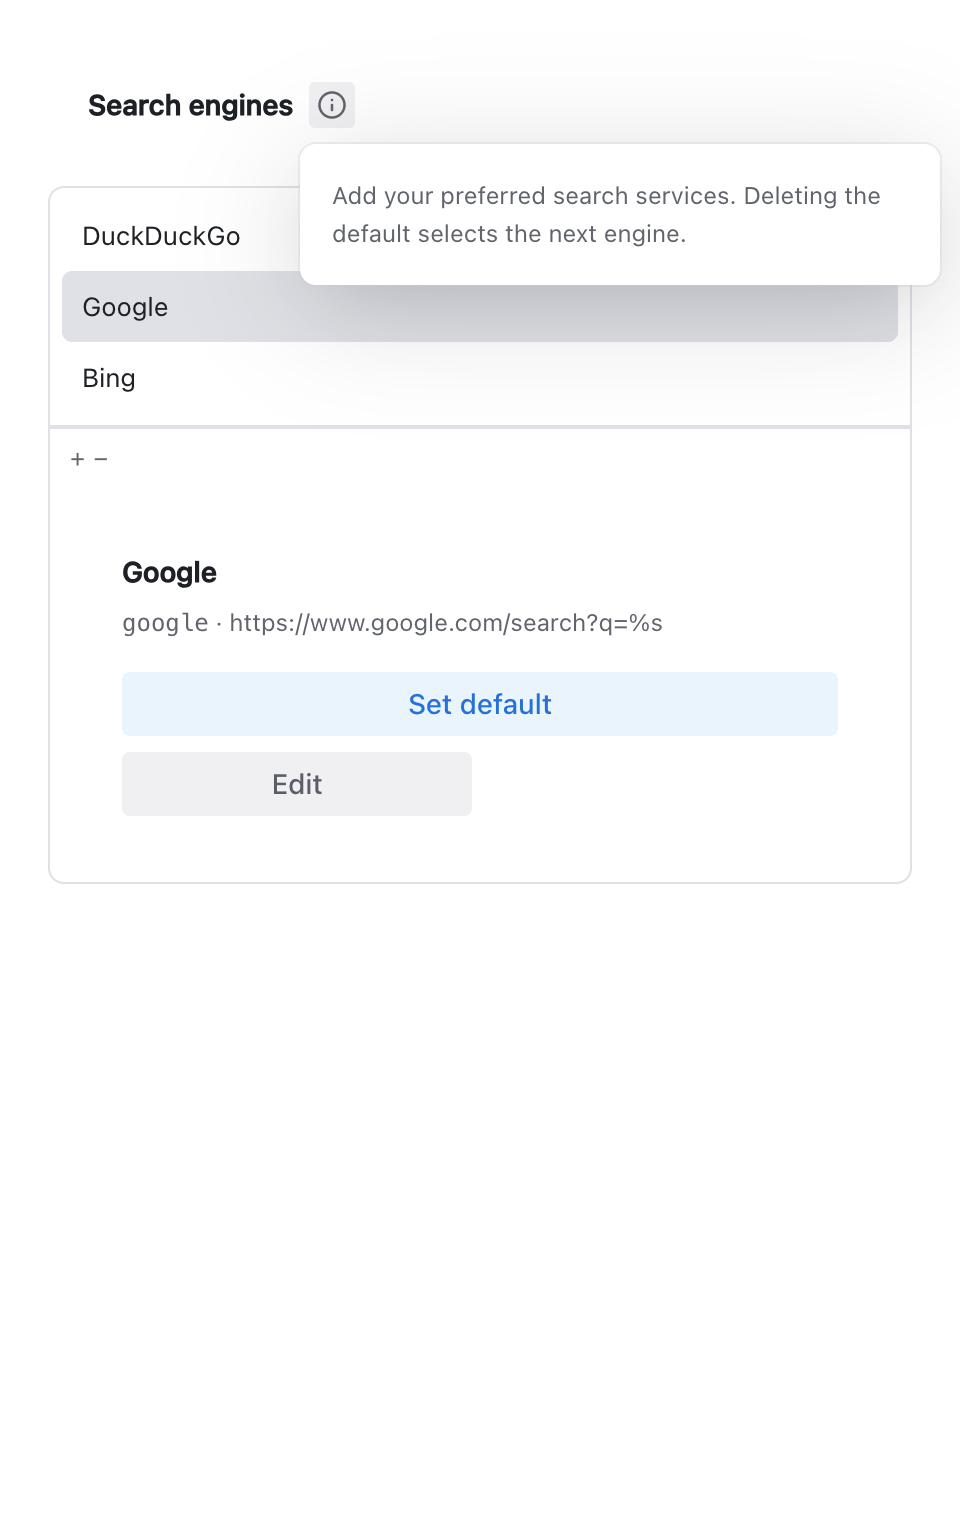 Search engines
Add your preferred search services. Deleting the
default selects the next engine.
DuckDuckGo
Google
Bing
+ −
Google
google · https://www.google.com/search?q=%s
Set default
Edit